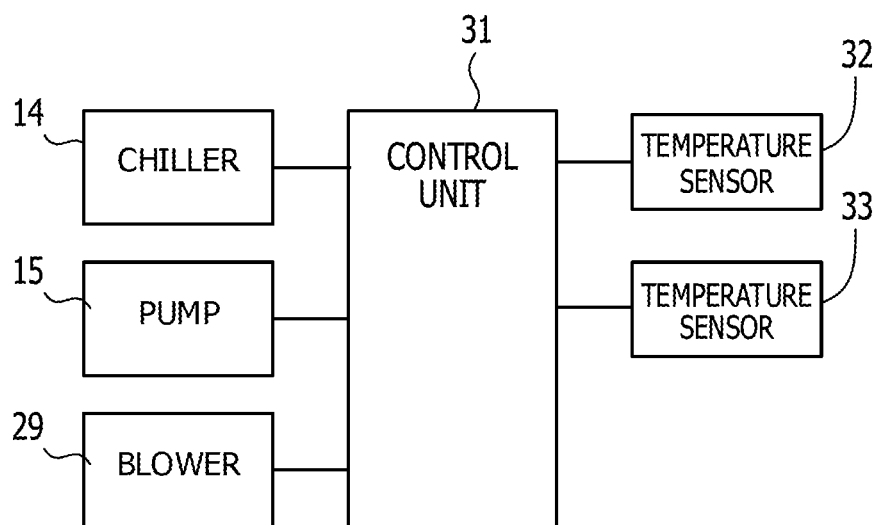 31
32
14
CHILLER
CONTROL
UNIT
TEMPERATURE
SENSOR
33
15
PUMP
TEMPERATURE
SENSOR
29
BLOWER